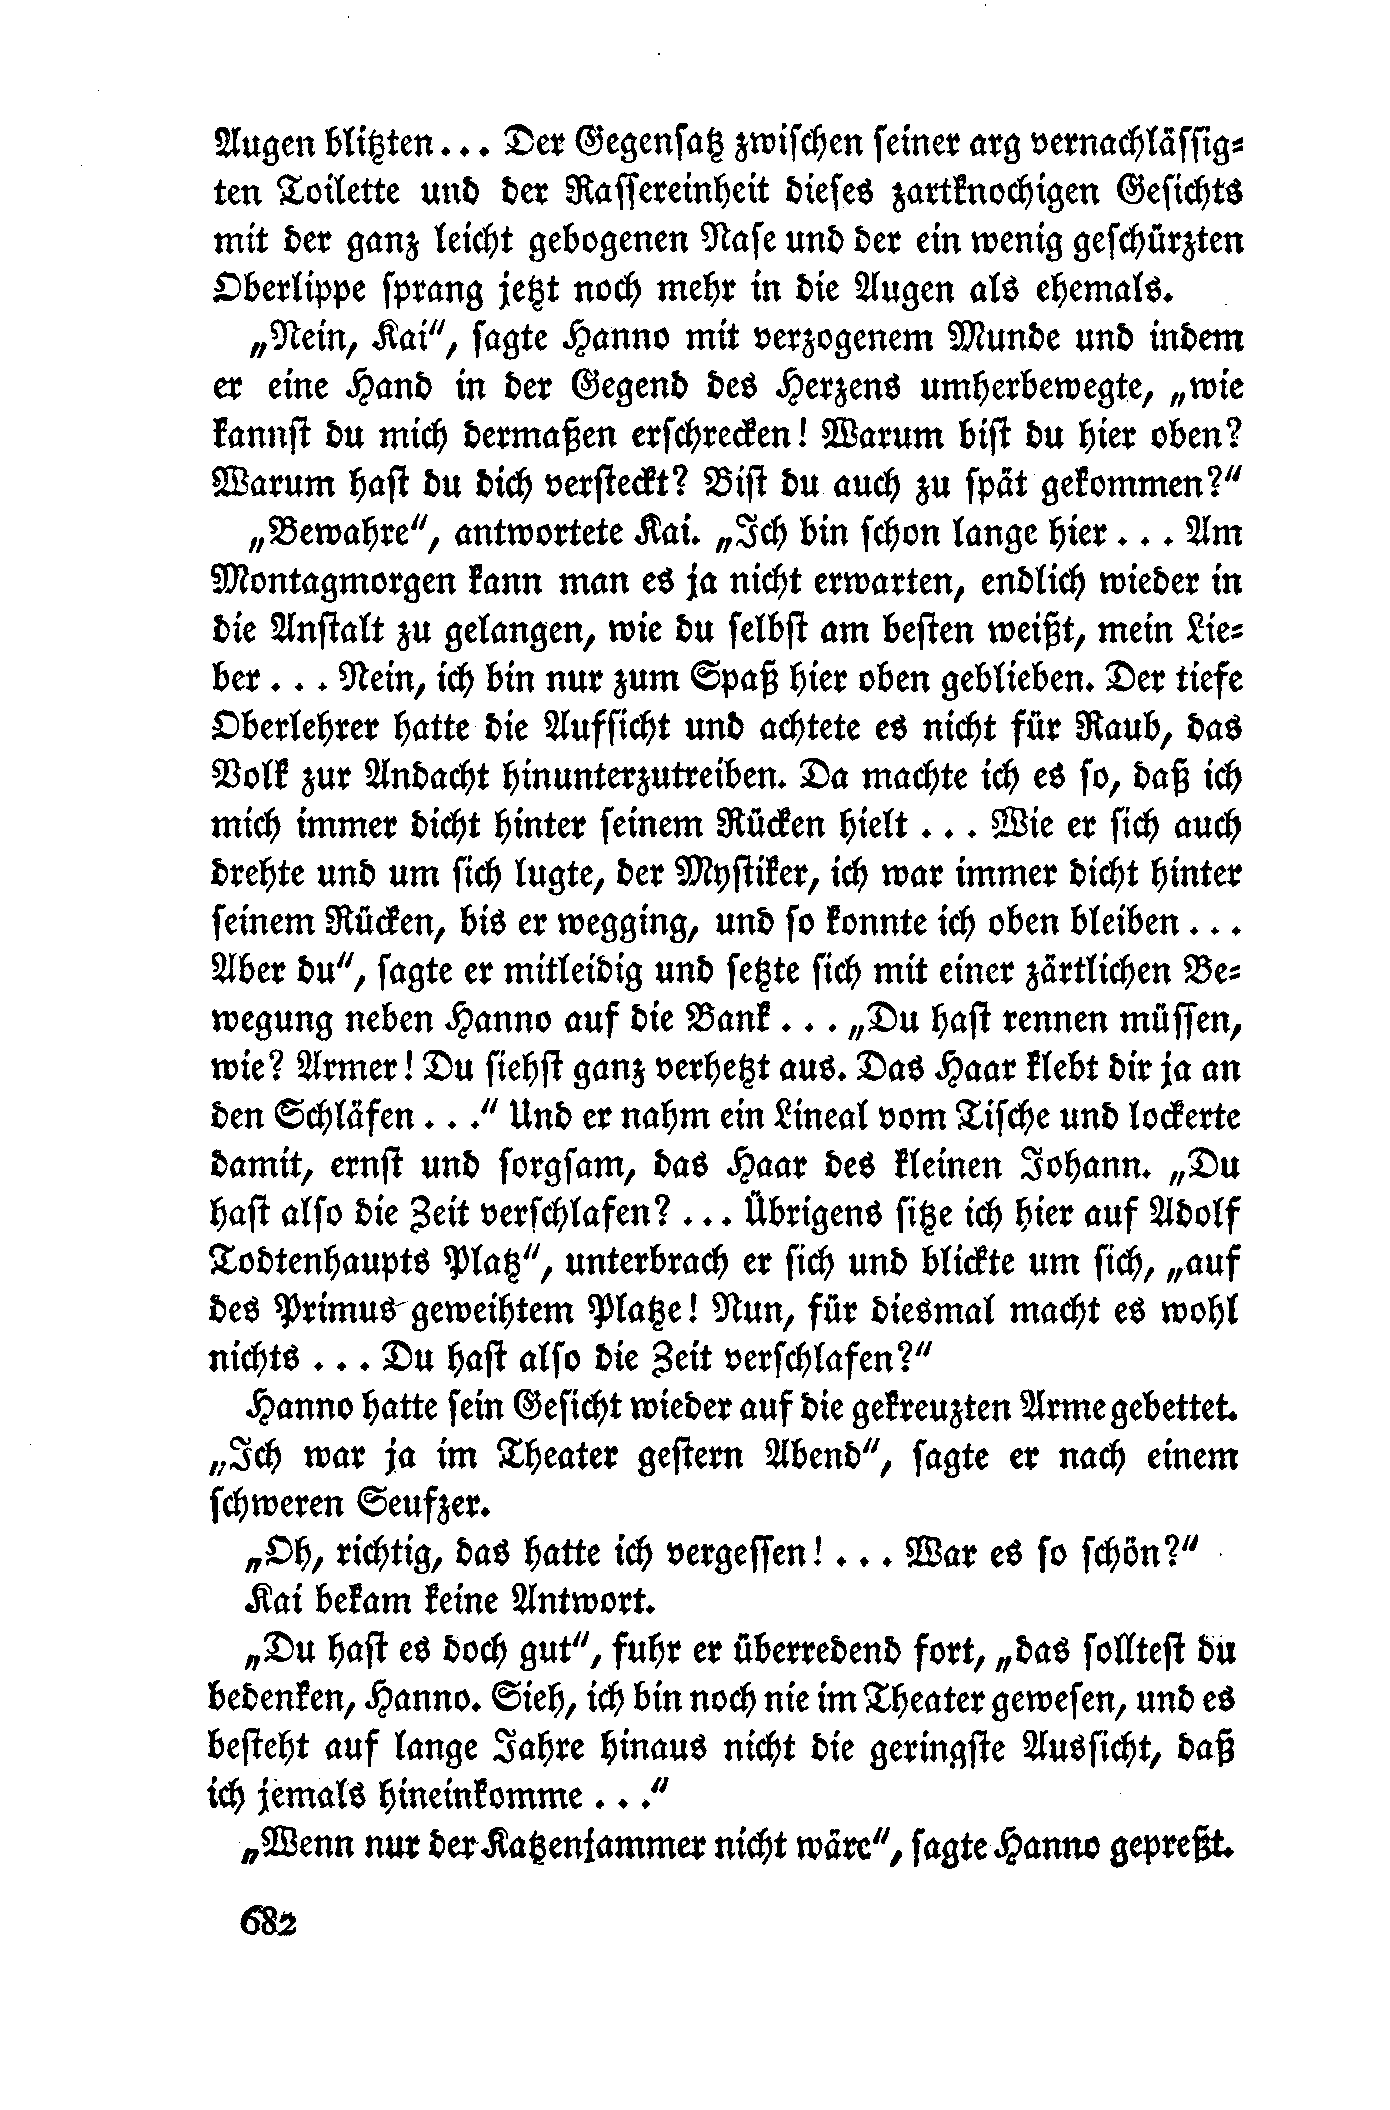 Augen blitzten... Der Gegensatz zwischen seiner arg vernachlässig-
ten Toilette und der Rassereinheit dieses zartknochigen Gesichts
mit der ganz leicht gebogenen Nase und der ein wenig geschürzten
Oberlippe sprang jetzt noch mehr in die Augen als ehemals.
„Nein, Kai“, sagte Hanno mit verzogenem Munde und indem
er eine Hand in der Gegend des Herzens umherbewegte, „wie
kannst du mich dermaßen erschrecken! Warum bist du hier oben?
Warum hast du dich versteckt? Bist du auch zu spät gekommen?“
„Bewahre“, antwortete Kai. „Ich bin schon lange hier... Am
Montagmorgen kann man es ja nicht erwarten, endlich wieder in
die Anstalt zu gelangen, wie du selbst am besten weißt, mein Lie-
ber... Nein, ich bin nur zum Spaß hier oben geblieben. Der tiefe
Oberlehrer hatte die Aufsicht und achtete es nicht für Raub, das
Volk zur Andacht hinunterzutreiben. Da machte ich es so, daß ich
mich immer dicht hinter seinem Rücken hielt... Wie er sich auch
drehte und um sich lugte, der Mystiker, ich war immer dicht hinter
seinem Rücken, bis er wegging, und so konnte ich oben bleiben...
Aber du“, sagte er mitleidig und setzte sich mit einer zärtlichen Be-
wegung neben Hanno auf die Bank... „Du hast rennen müssen,
wie? Armer! Du siehst ganz verhetzt aus. Das Haar klebt dir ja an
den Schläfen...“ Und er nahm ein Lineal vom Tische und lockerte
damit, ernst und sorgsam, das Haar des kleinen Johann. „Du
hast also die Zeit verschlafen?... Übrigens sitze ich hier auf Adolf
Todtenhaupts Platz“, unterbrach er sich und blickte um sich, „auf
des Primus geweihtem Platze! Nun, für diesmal macht es wohl
nichts... Du hast also die Zeit verschlafen?“
Hanno hatte sein Gesicht wieder auf die gekreuzten Arme gebettet.
„Ich war ja im Theater gestern Abend“, sagte er nach einem
schweren Seufzer.
„Oh, richtig, das hatte ich vergessen!... War es so schön?“
Kai bekam keine Antwort.
„Du hast es doch gut“, fuhr er überredend fort, „das solltest du
bedenken, Hanno. Sieh, ich bin noch nie im Theater gewesen, und es
besteht auf lange Jahre hinaus nicht die geringste Aussicht, daß
ich jemals hineinkomme...“
„Wenn nur der Katzenjammer nicht wäre“, sagte Hanno gepreßt.
682